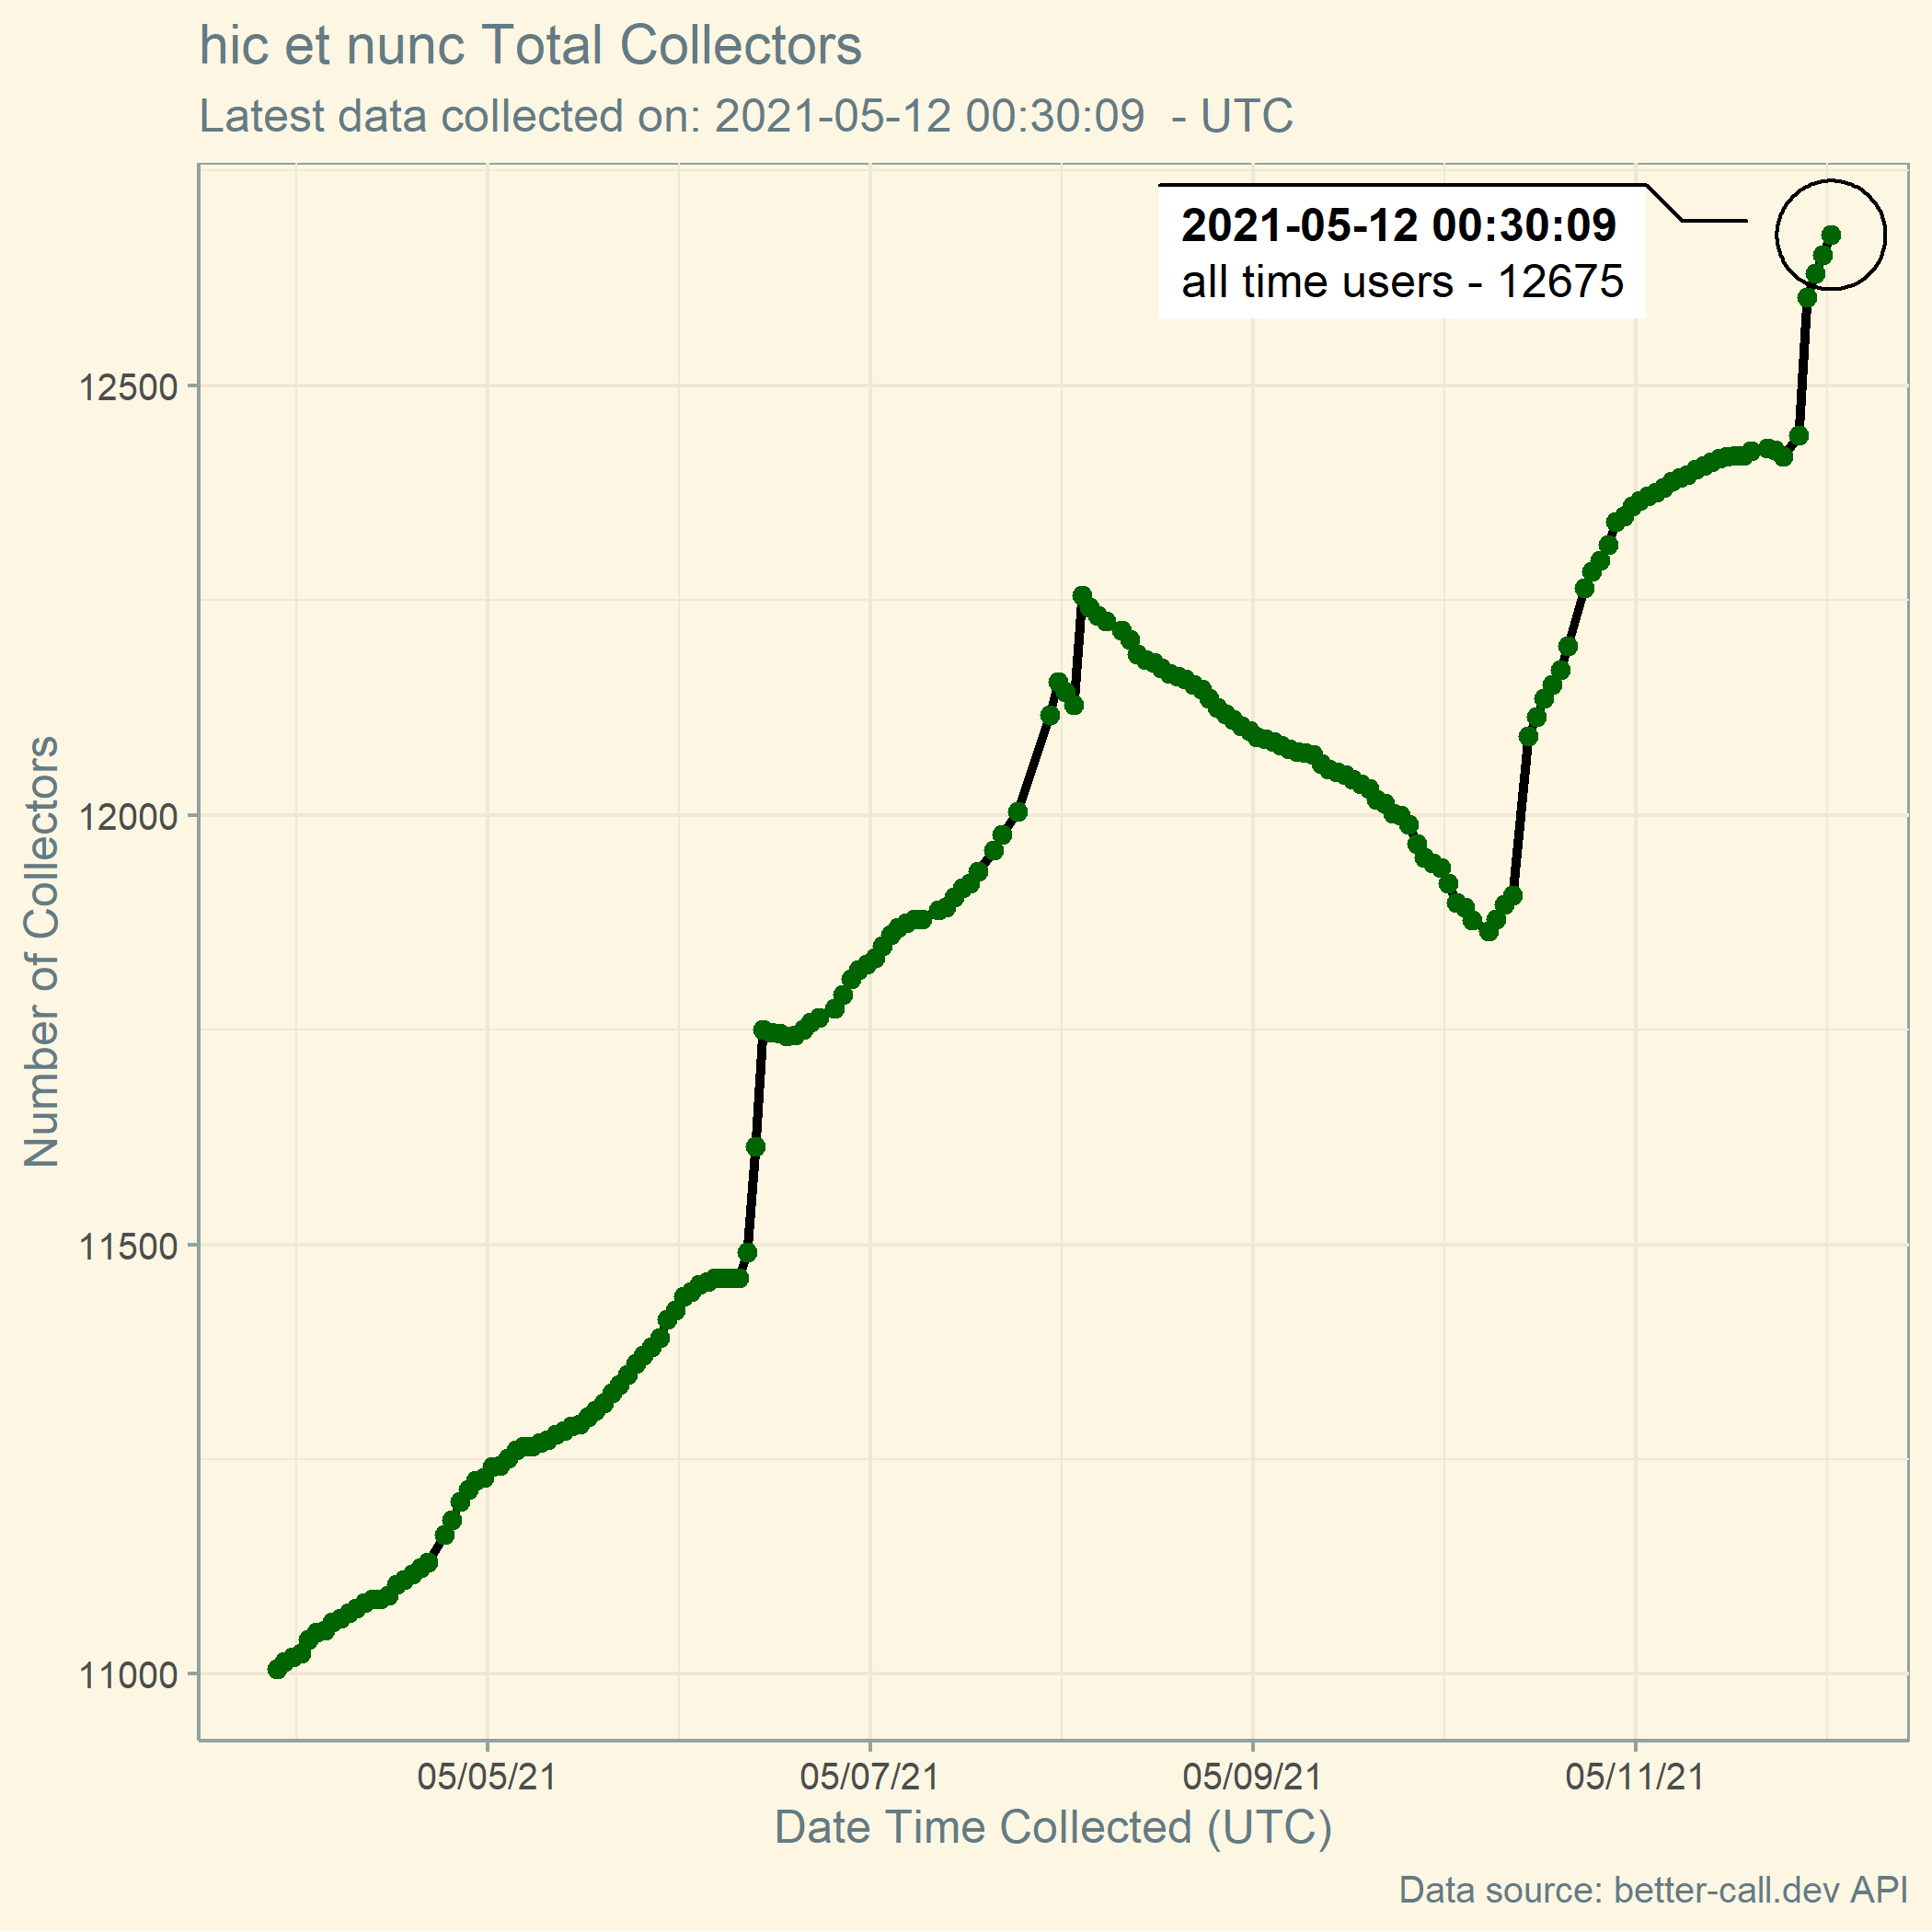 hic et nunc Total Collectors
Latest data collected on: 2021-05-12 00:30:09  - UTC
2021-05-12 00:30:09
all time users - 12675
Number of Collectors
12500
12000
11500
11000
05/05/21
05/07/21
05/09/21
05/11/21
Date Time Collected (UTC)
Data source: better-call.dev API